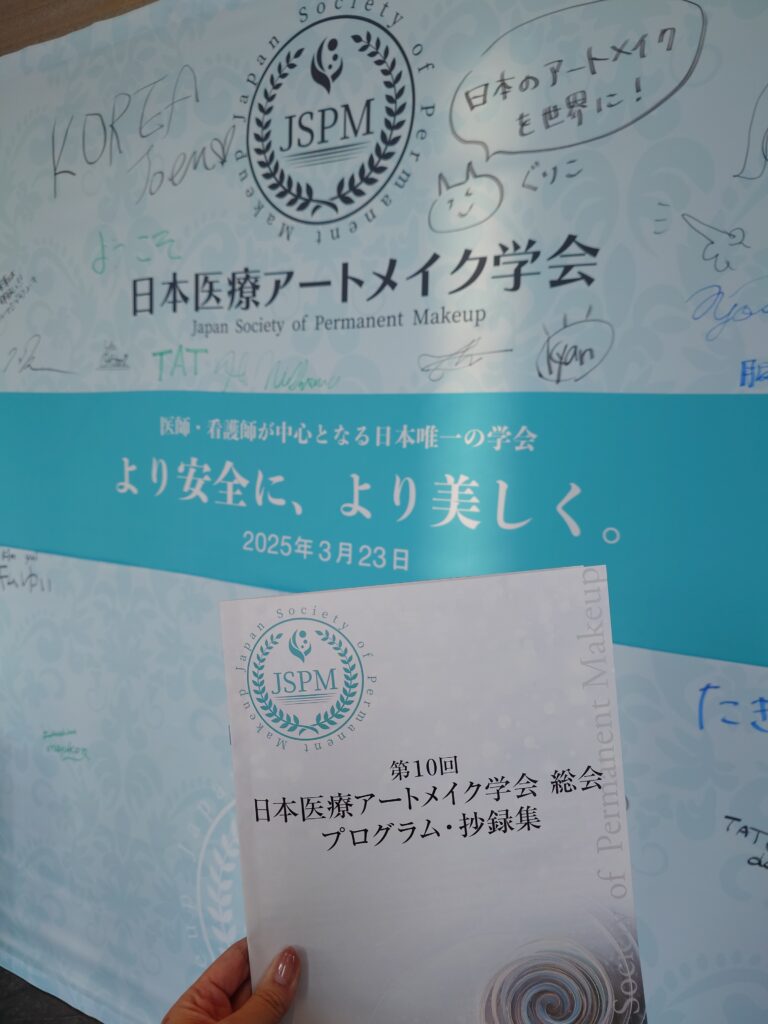 Japan Society of Permanent Makeup
JSPM
KOREA
日本のアートメイク
を世界に!
ぐりこ
ようこそ
日本医療アートメイク学会
Japan Society of Permanent Makeup
TAT
kyan
医師・看護師が中心となる日本唯一の学会
より安全に、より美しく。
2025年3月23日
Japan Society of Permanent Makeup
JSPM
第10回
日本医療アートメイク学会 総会
プログラム・抄録集
Society of Permanent Makeup
たき
TAT